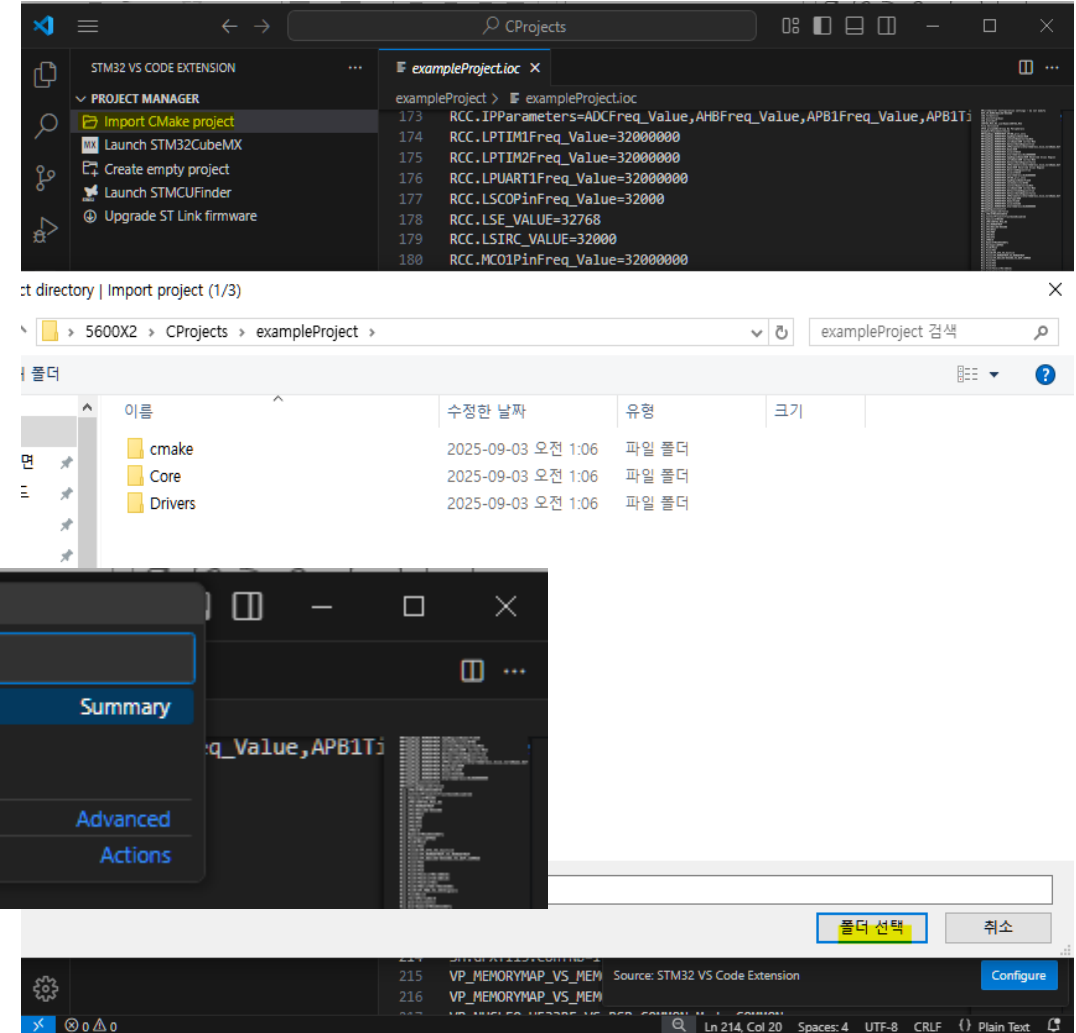 CProjects
STM32 VS CODE EXTENSION ...
PROJECT MANAGER
Import CMake project
MX Launch STM32CubeMX
Create empty project
Launch STMCUFinder
Upgrade ST Link firmware
exampleProject.ioc
exampleProject > exampleProject.ioc
173 RCC.IPParameters=ADCFreq_Value,AHBFreq_Value,APB1Freq_Value,APB1Ti
174 RCC.LPTIM1Freq_Value=32000000
175 RCC.LPTIM2Freq_Value=32000000
176 RCC.LPUART1Freq_Value=32000000
177 RCC.LSCOPinFreq_Value=32000
178 RCC.LSE_VALUE=32768
179 RCC.LSIRC_VALUE=32000
180 RCC.MCO1PinFreq_Value=32000000
ct directory | Import project (1/3)
5600X2 > CProjects > exampleProject >
exampleProject 검색
폴더
이름 수정한 날짜 유형 크기
cmake 2025-09-03 오전 1:06 파일 폴더
Core 2025-09-03 오전 1:06 파일 폴더
Drivers 2025-09-03 오전 1:06 파일 폴더
면
드
Summary
q_Value,APB1Ti
Advanced
Actions
폴더 선택 취소
215 VP_MEMORYMAP_VS_MEM
216 VP_MEMORYMAP_VS_MEM
Source: STM32 VS Code Extension
Configure
0 0
Ln 214, Col 20 Spaces: 4 UTF-8 CRLF {} Plain Text